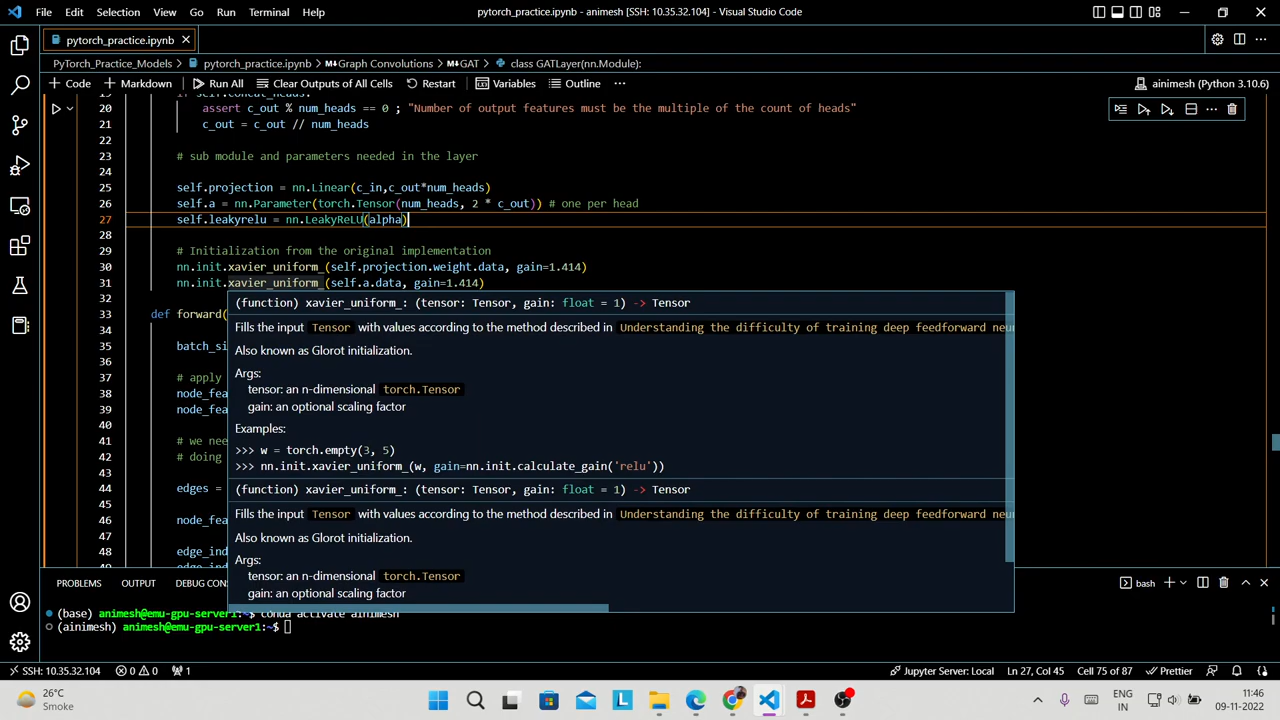 File Edit Selection View Go Run Terminal Help pytorch_practice.ipynb - animesh [SSH: 10.35.32.104] - Visual Studio Code
pytorch_practice.ipynb
PyTorch_Practice_Models > pytorch_practice.ipynb > Graph Convolutions > GAT > class GATLayer(nn.Module):
+ Code + Markdown Run All Clear Outputs of All Cells Restart Variables Outline ... ainimesh (Python 3.10.6)
19 if self.concat_heads:
20 assert c_out % num_heads == 0 ; "Number of output features must be the multiple of the count of heads"
21 c_out = c_out // num_heads
22
23 # sub module and parameters needed in the layer
24
25 self.projection = nn.Linear(c_in,c_out*num_heads)
26 self.a = nn.Parameter(torch.Tensor(num_heads, 2 * c_out)) # one per head
27 self.leakyrelu = nn.LeakyReLU(alpha)
28
29 # Initialization from the original implementation
30 nn.init.xavier_uniform_(self.projection.weight.data, gain=1.414)
31 nn.init.xavier_uniform_(self.a.data, gain=1.414)
32
33 def forward(
34
35 batch_si
36
37 # apply
38 node_fea
39 node_fea
40
41 # we nee
42 # doing
43
44 edges =
45
46 node_fea
47
48 edge_ind
(function) xavier_uniform_: (tensor: Tensor, gain: float = 1) -> Tensor
Fills the input Tensor with values according to the method described in Understanding the difficulty of training deep feedforward neu
Also known as Glorot initialization.
Args:
tensor: an n-dimensional torch.Tensor
gain: an optional scaling factor
Examples:
>>> w = torch.empty(3, 5)
>>> nn.init.xavier_uniform_(w, gain=nn.init.calculate_gain('relu'))
(function) xavier_uniform_: (tensor: Tensor, gain: float = 1) -> Tensor
Fills the input Tensor with values according to the method described in Understanding the difficulty of training deep feedforward neu
Also known as Glorot initialization.
Args:
tensor: an n-dimensional torch.Tensor
gain: an optional scaling factor
PROBLEMS OUTPUT DEBUG CONS bash
(base) animesh@emu-gpu-server1:~$ conda activate ainimesh
(ainimesh) animesh@emu-gpu-server1:~$
SSH: 10.35.32.104 0 0 1 Jupyter Server: Local Ln 27, Col 45 Cell 75 of 87 Prettier
26°C
Smoke
ENG
IN
11:46
09-11-2022